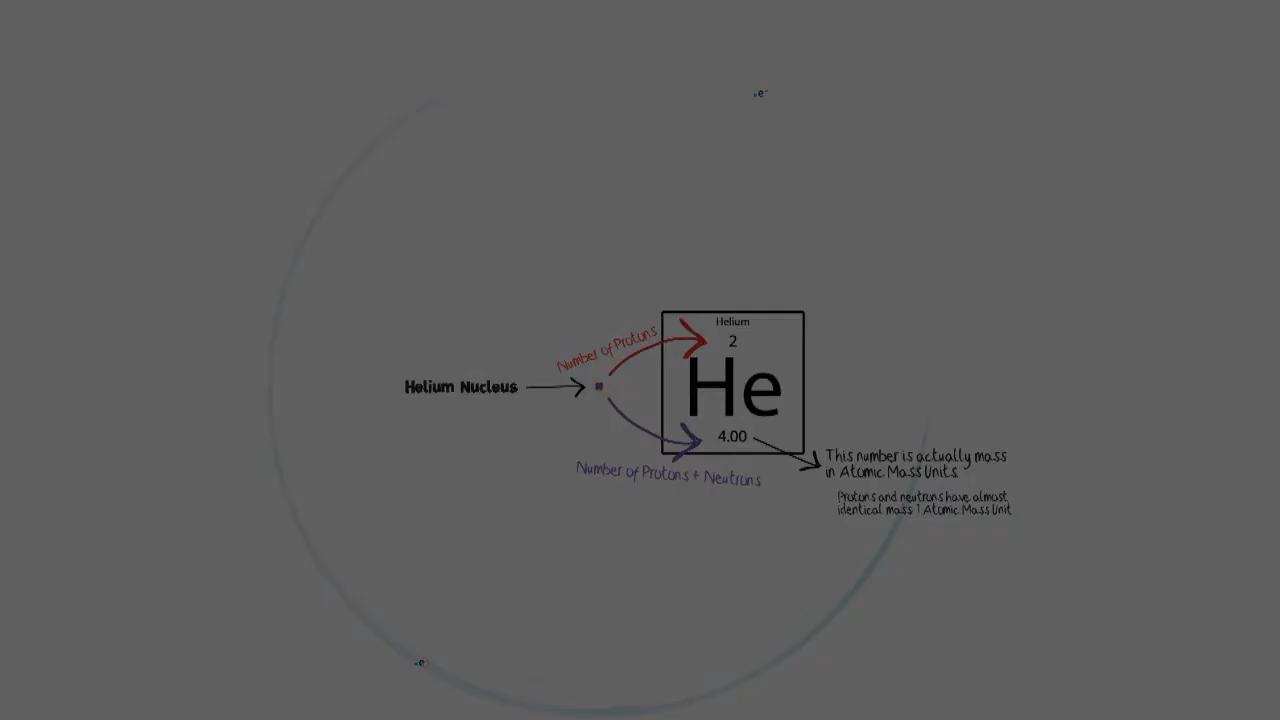 e-
Helium
2
He
4.00
Number of Protons
Helium Nucleus
Number of Protons + Neutrons
This number is actually mass
in Atomic Mass Units
Protons and neutrons have almost
identical mass 1 Atomic Mass Unit
e-